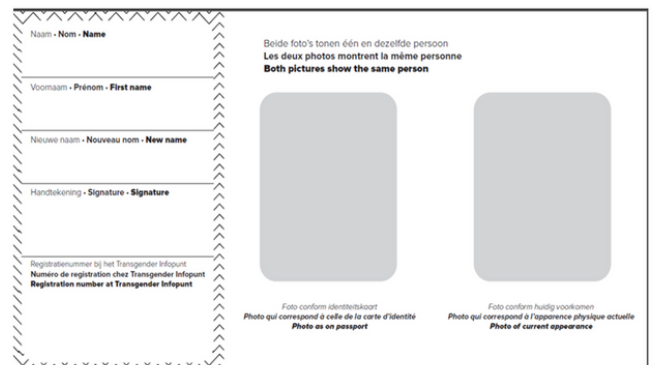 Naam • Nom • Name
Voornaam • Prénom • First name
Nieuwe naam • Nouveau nom • New name
Handtekening • Signature • Signature
Registratienummer bij het Transgender Infopunt
Numéro de registration chez Transgender Infopunt
Registration number at Transgender Infopunt
Beide foto's tonen één en dezelfde persoon
Les deux photos montrent la même personne
Both pictures show the same person
Foto conform identiteitskaart
Photo qui correspond à celle de la carte d'identité
Photo as on passport
Foto conform huidig voorkomen
Photo qui correspond à l'apparence physique actuelle
Photo of current appearance